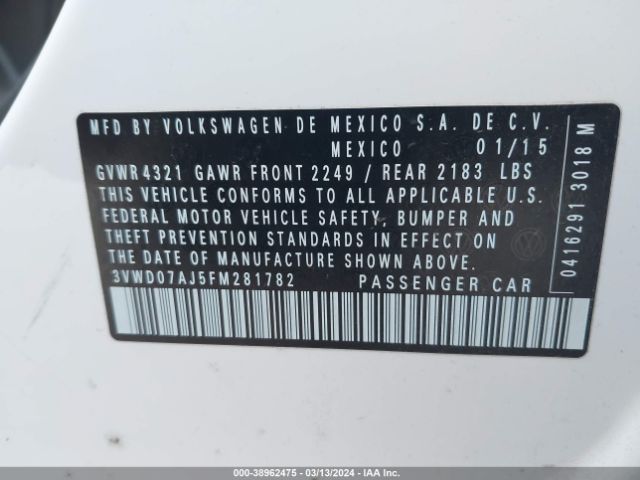 MFD BY VOLKSWAGEN DE MEXICO S.A. DE C.V.
MEXICO 01/15
GVWR 4321 GAWR FRONT 2249 / REAR 2183 LBS
THIS VEHICLE CONFORMS TO ALL APPLICABLE U.S.
FEDERAL MOTOR VEHICLE SAFETY, BUMPER AND
THEFT PREVENTION STANDARDS IN EFFECT ON
THE DATE OF MANUFACTURE SHOWN ABOVE.
3VWD07AJ5FM281782 PASSENGER CAR
0416291 3018 M
000-38962475 - 03/13/2024 - IAA Inc.